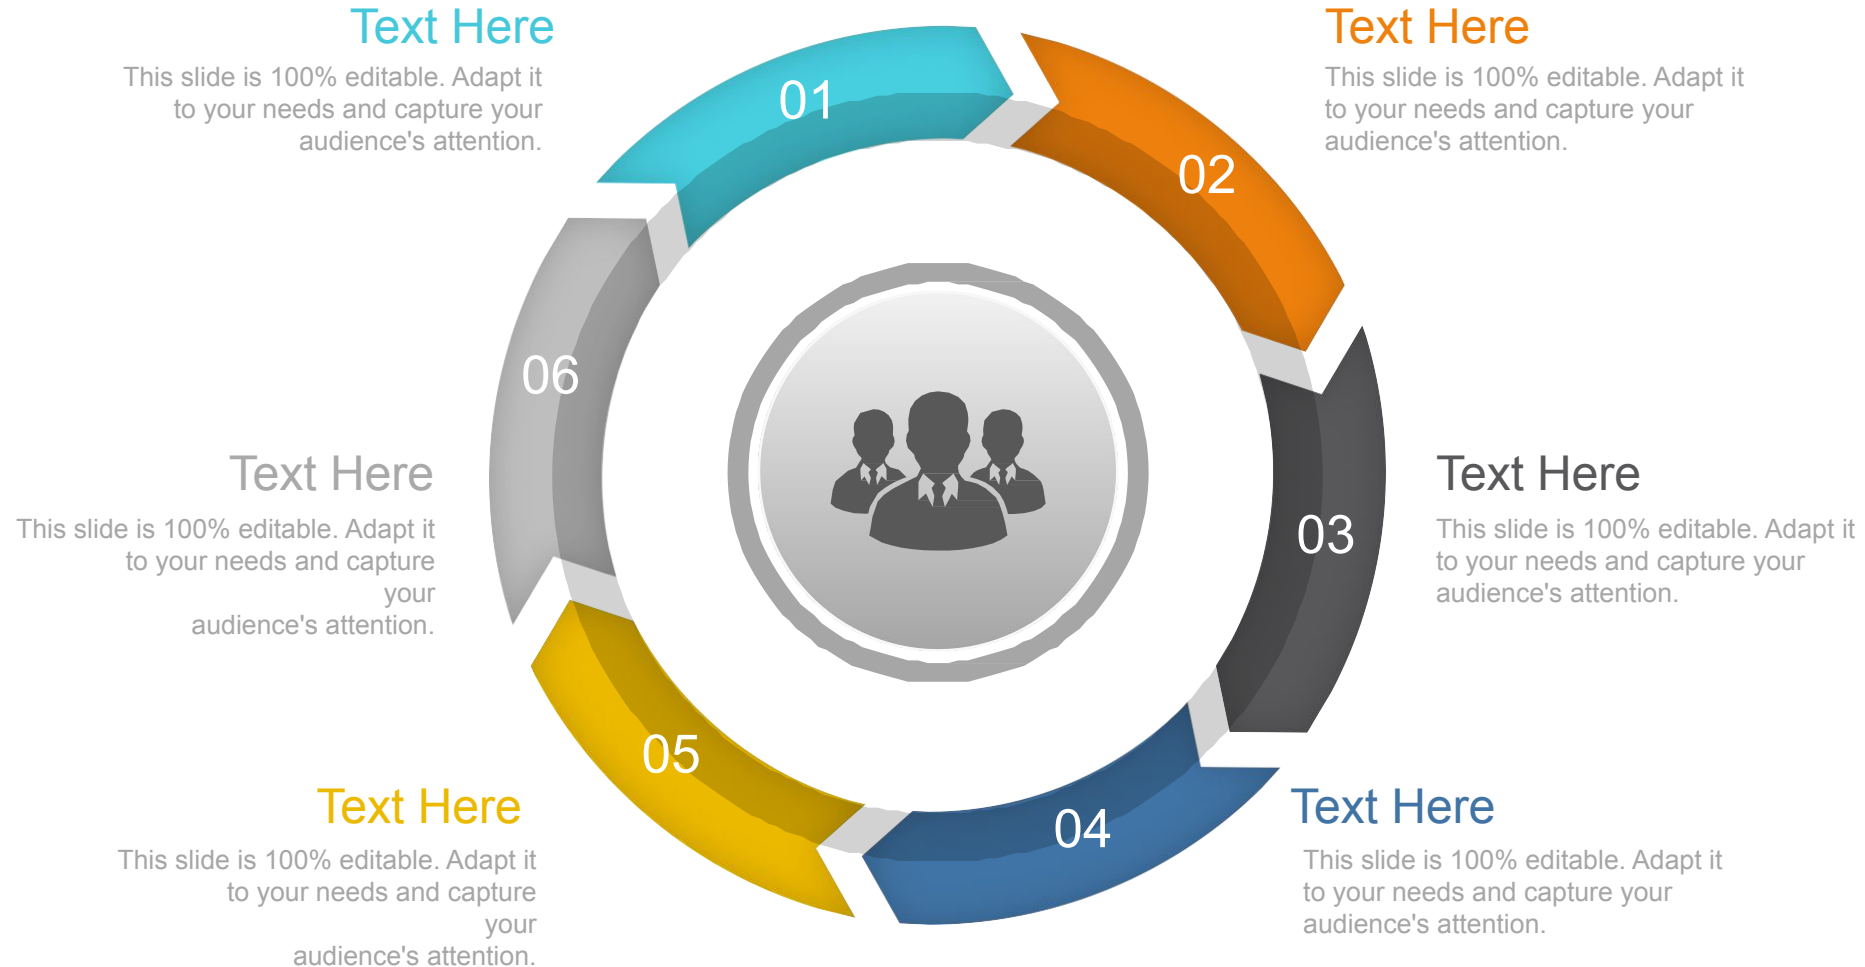 Text Here
This slide is 100% editable. Adapt it
to your needs and capture your
audience's attention.
01
Text Here
This slide is 100% editable. Adapt it
to your needs and capture your
audience's attention.
02
Text Here
This slide is 100% editable. Adapt it
to your needs and capture your
audience's attention.
03
Text Here
This slide is 100% editable. Adapt it
to your needs and capture your
audience's attention.
04
Text Here
This slide is 100% editable. Adapt it
to your needs and capture
your
audience's attention.
05
Text Here
This slide is 100% editable. Adapt it
to your needs and capture
your
audience's attention.
06